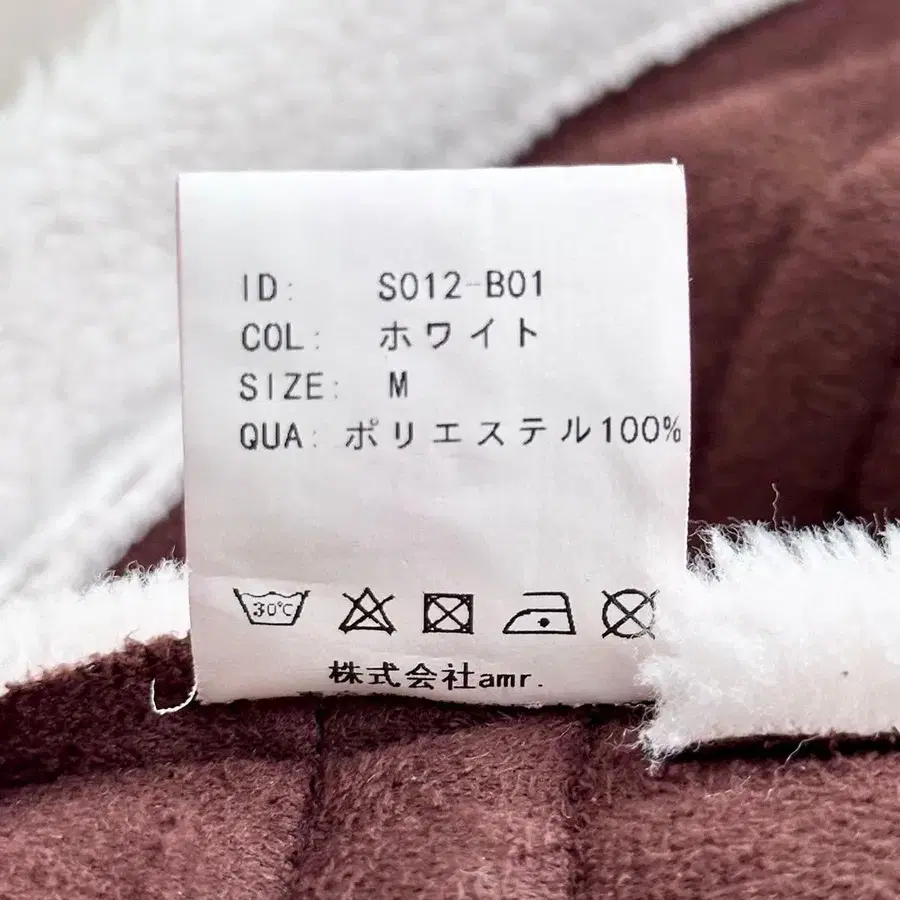 ID: S012-B01
COL: ホワイト
SIZE: M
QUA: ポリエステル100%
30℃
株式会社amr.